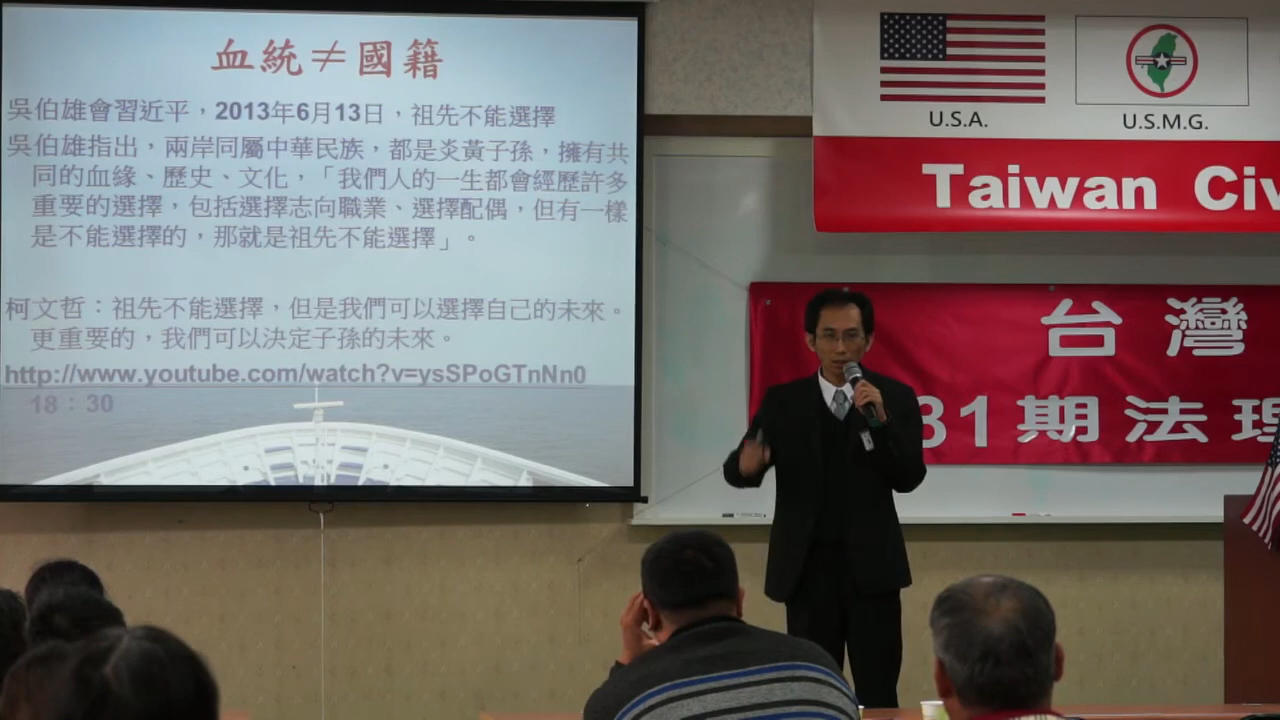 血統≠國籍
吳伯雄會習近平，2013年6月13日，祖先不能選擇
吳伯雄指出，兩岸同屬中華民族，都是炎黃子孫，擁有共
同的血緣、歷史、文化，「我們人的一生都會經歷許多
重要的選擇，包括選擇志向職業、選擇配偶，但有一樣
是不能選擇的，那就是祖先不能選擇」。
柯文哲：祖先不能選擇，但是我們可以選擇自己的未來。
更重要的，我們可以決定子孫的未來。
http://www.youtube.com/watch?v=ysSPoGTnNn0
18：30
U.S.A.
U.S.M.G.
Taiwan Civ
台灣
31期法理